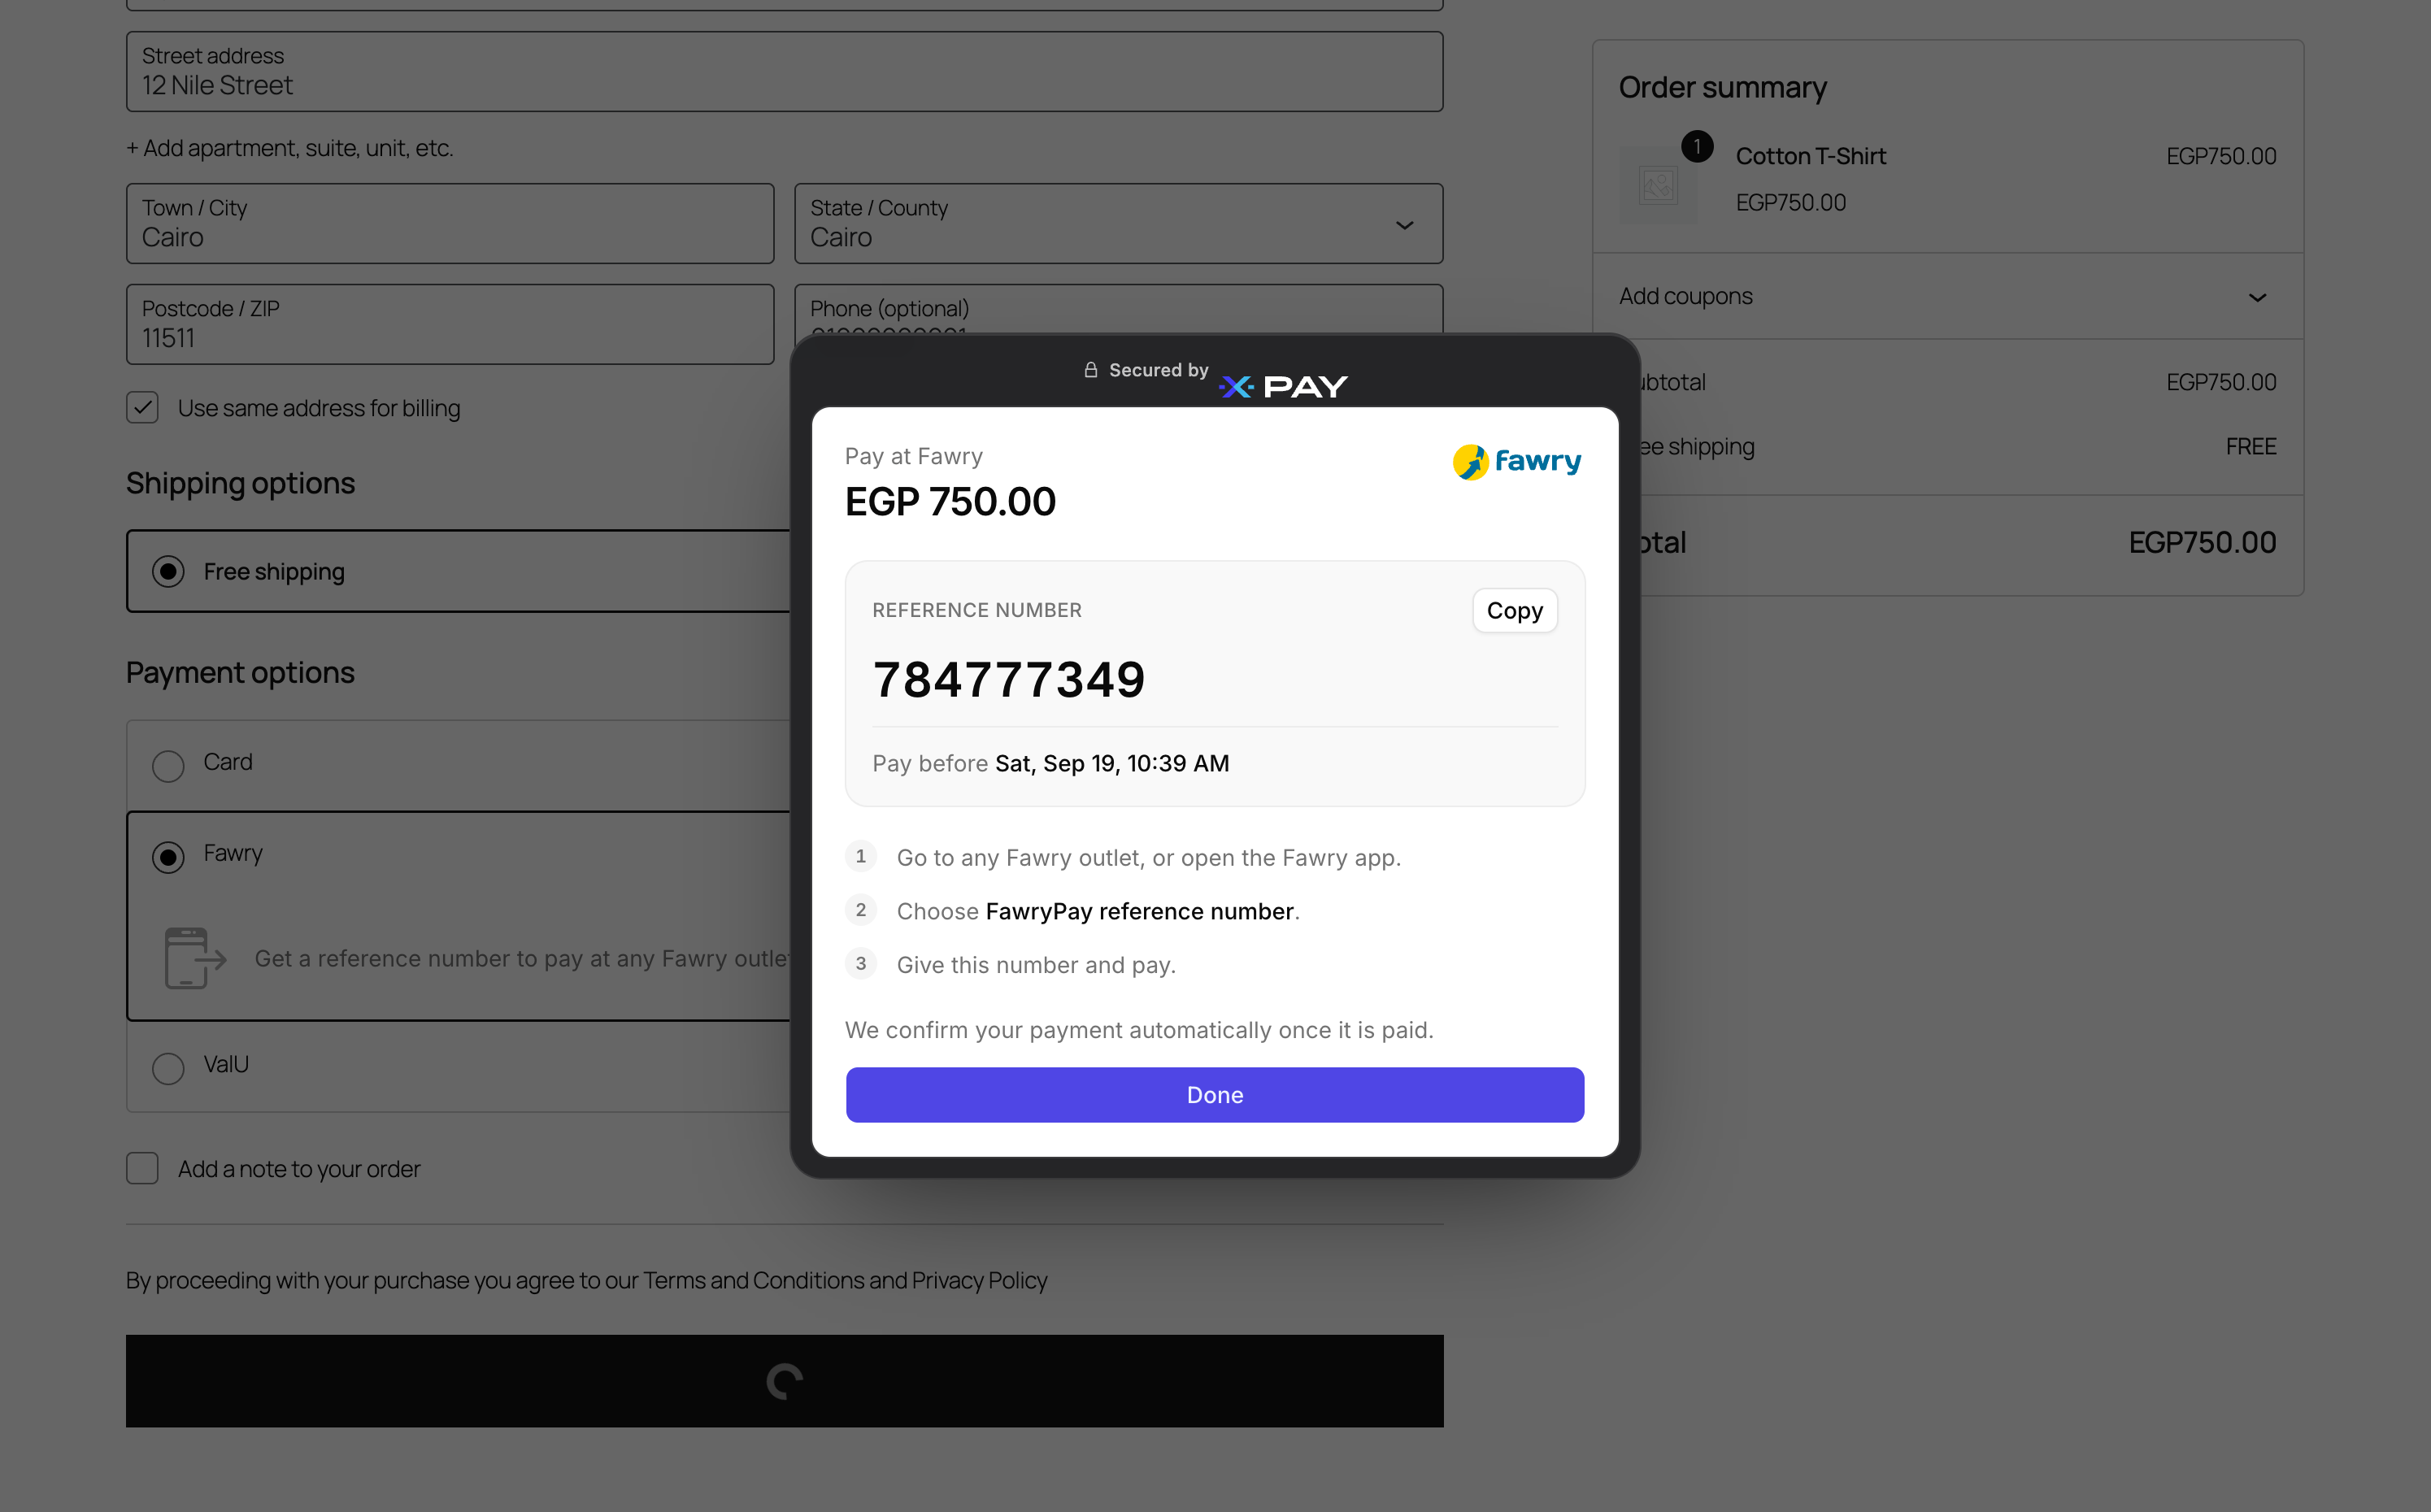 Street address
12 Nile Street
+ Add apartment, suite, unit, etc.
Town / City
Cairo
State / County
Cairo
Postcode / ZIP
11511
Phone (optional)
Use same address for billing
Shipping options
Free shipping
Payment options
Card
Fawry
Get a reference number to pay at any Fawry
ValU
Add a note to your order
By proceeding with your purchase you agree to our Terms and Conditions and Privacy Policy
Secured by X PAY
Pay at Fawry
fawry
EGP 750.00
REFERENCE NUMBER
Copy
784777349
Pay before Sat, Sep 19, 10:39 AM
1 Go to any Fawry outlet, or open the Fawry app.
2 Choose FawryPay reference number.
3 Give this number and pay.
We confirm your payment automatically once it is paid.
Done
Order summary
1
Cotton T-Shirt EGP750.00
EGP750.00
Add coupons
EGP750.00
shipping FREE
EGP750.00